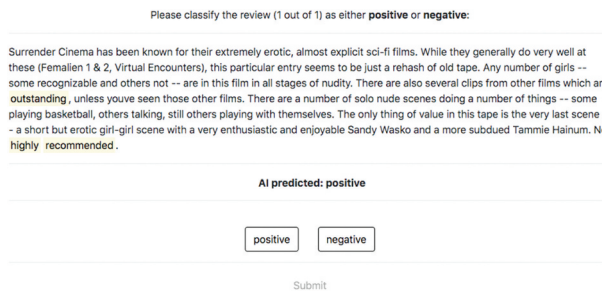 Please classify the review (1 out of 1) as either positive or negative:
Surrender Cinema has been known for their extremely erotic, almost explicit sci-fi films. While they generally do very well at
these (Femalien 1 & 2, Virtual Encounters), this particular entry seems to be just a rehash of old tape. Any number of girls --
some recognizable and others not -- are in this film in all stages of nudity. There are also several clips from other films which
outstanding, unless youve seen those other films. There are a number of solo nude scenes doing a number of things -- some
playing basketball, others talking, still others playing with themselves. The only thing of value in this tape is the very last scene
- a short but erotic girl-girl scene with a very enthusiastic and enjoyable Sandy Wasko and a more subdued Tammie Hainum.
highly recommended.
AI predicted: positive
positive negative
Submit